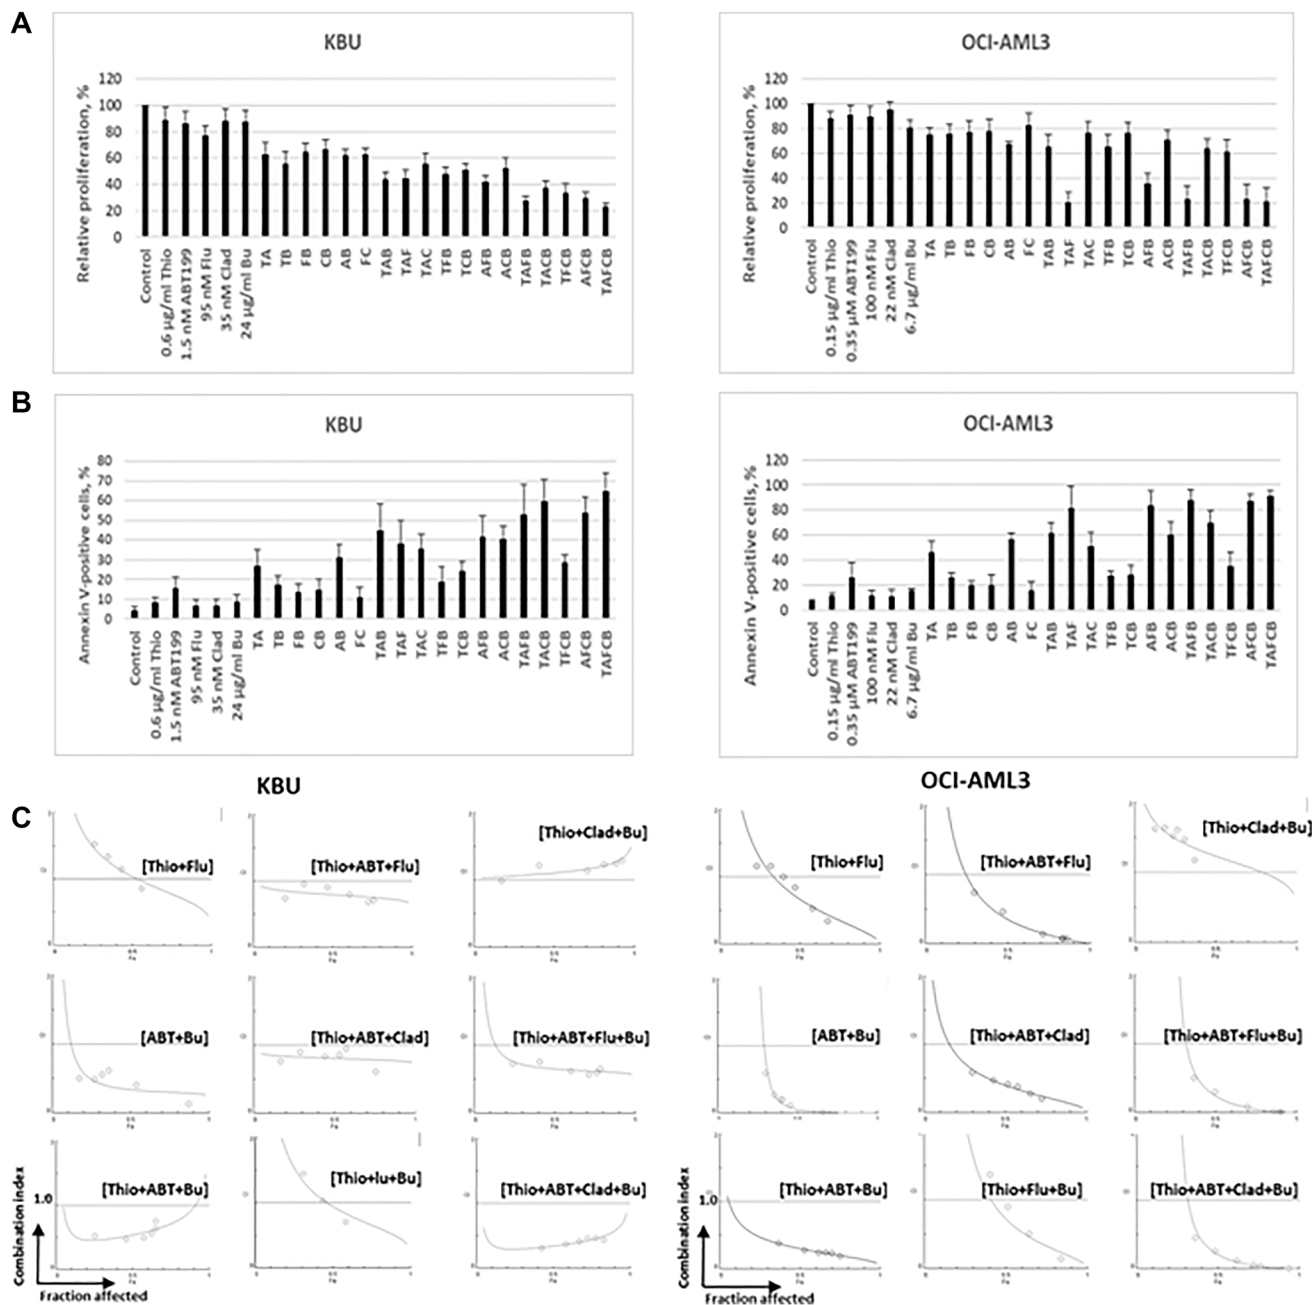 A
KBU
Relative proliferation, %
120
100
80
60
40
20
0
Control
0.6 µg/ml Thio
1.5 nM ABT199
95 nM Flu
35 nM Clad
24 µg/ml Bu
TA
TB
FB
CB
AB
FC
TAB
TAF
TAC
TFB
TCB
AFB
ACB
TAFB
TACB
TFCB
AFCB
TAFCB
OCI-AML3
Relative proliferation, %
120
100
80
60
40
20
0
Control
0.15 µg/ml Thio
0.35 µM ABT199
100 nM Flu
22 nM Clad
6.7 µg/ml Bu
TA
TB
FB
CB
AB
FC
TAB
TAF
TAC
TFB
TCB
AFB
ACB
TAFB
TACB
TFCB
AFCB
TAFCB
B
KBU
Annexin V-positive cells, %
80
70
60
50
40
30
20
10
0
Control
0.6 µg/ml Thio
1.5 nM ABT199
95 nM Flu
35 nM Clad
24 µg/ml Bu
TA
TB
FB
CB
AB
FC
TAB
TAF
TAC
TFB
TCB
AFB
ACB
TAFB
TACB
TFCB
AFCB
TAFCB
OCI-AML3
Annexin V-positive cells, %
120
100
80
60
40
20
0
Control
0.15 µg/ml Thio
0.35 µM ABT199
100 nM Flu
22 nM Clad
6.7 µg/ml Bu
TA
TB
FB
CB
AB
FC
TAB
TAF
TAC
TFB
TCB
AFB
ACB
TAFB
TACB
TFCB
AFCB
TAFCB
C
KBU
[Thio+Flu]
[Thio+ABT+Flu]
[Thio+Clad+Bu]
[ABT+Bu]
[Thio+ABT+Clad]
[Thio+ABT+Flu+Bu]
[Thio+ABT+Bu]
[Thio+lu+Bu]
[Thio+ABT+Clad+Bu]
Combination index
1.0
Fraction affected
OCI-AML3
[Thio+Flu]
[Thio+ABT+Flu]
[Thio+Clad+Bu]
[ABT+Bu]
[Thio+ABT+Clad]
[Thio+ABT+Flu+Bu]
[Thio+ABT+Bu]
[Thio+Flu+Bu]
[Thio+ABT+Clad+Bu]
Combination index
1.0
Fraction affected